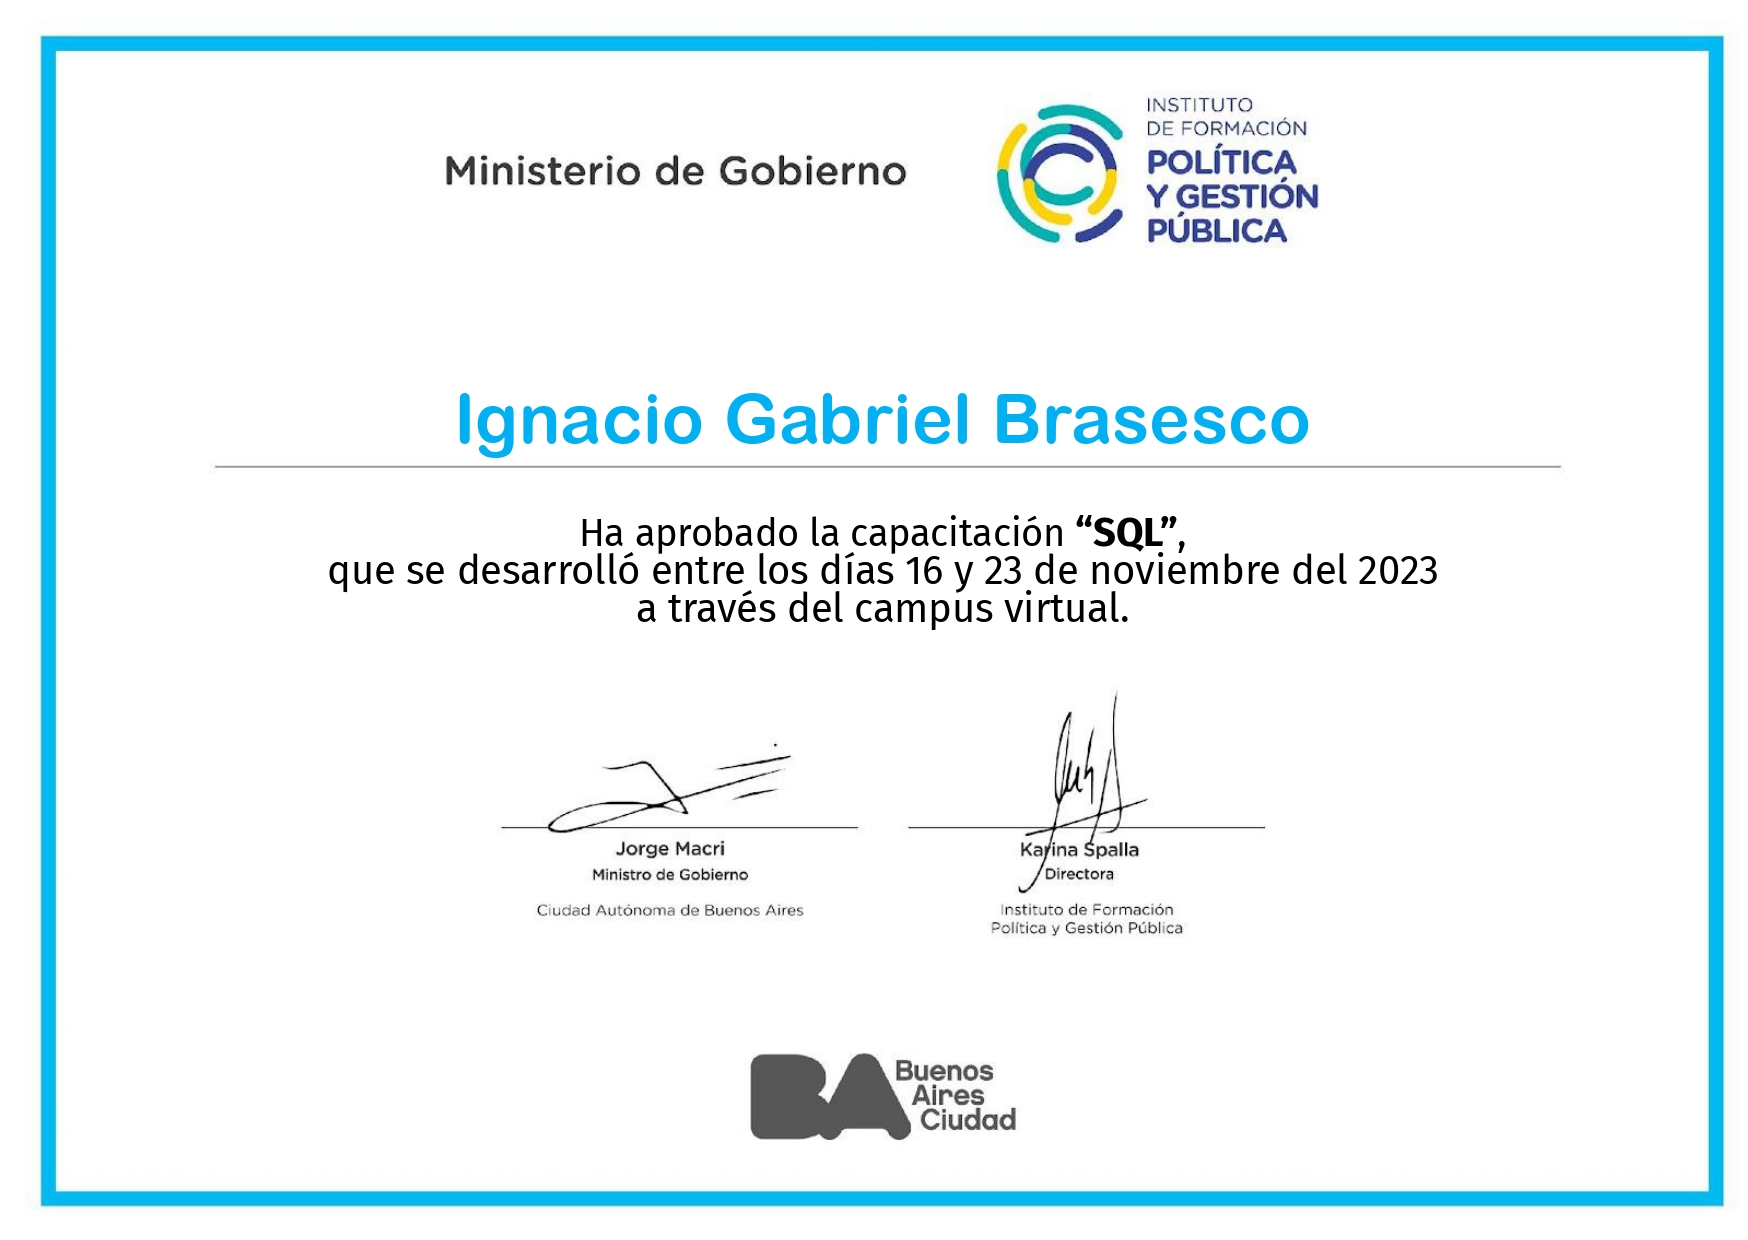 Ministerio de Gobierno
INSTITUTO
DE FORMACIÓN
POLÍTICA
Y GESTIÓN
PÚBLICA
Ignacio Gabriel Brasesco
Ha aprobado la capacitación “SQL”,
que se desarrolló entre los días 16 y 23 de noviembre del 2023
a través del campus virtual.
Jorge Macri
Ministro de Gobierno
Ciudad Autónoma de Buenos Aires
Karina Spalla
Directora
Instituto de Formación
Política y Gestión Pública
BA
Buenos
Aires
Ciudad